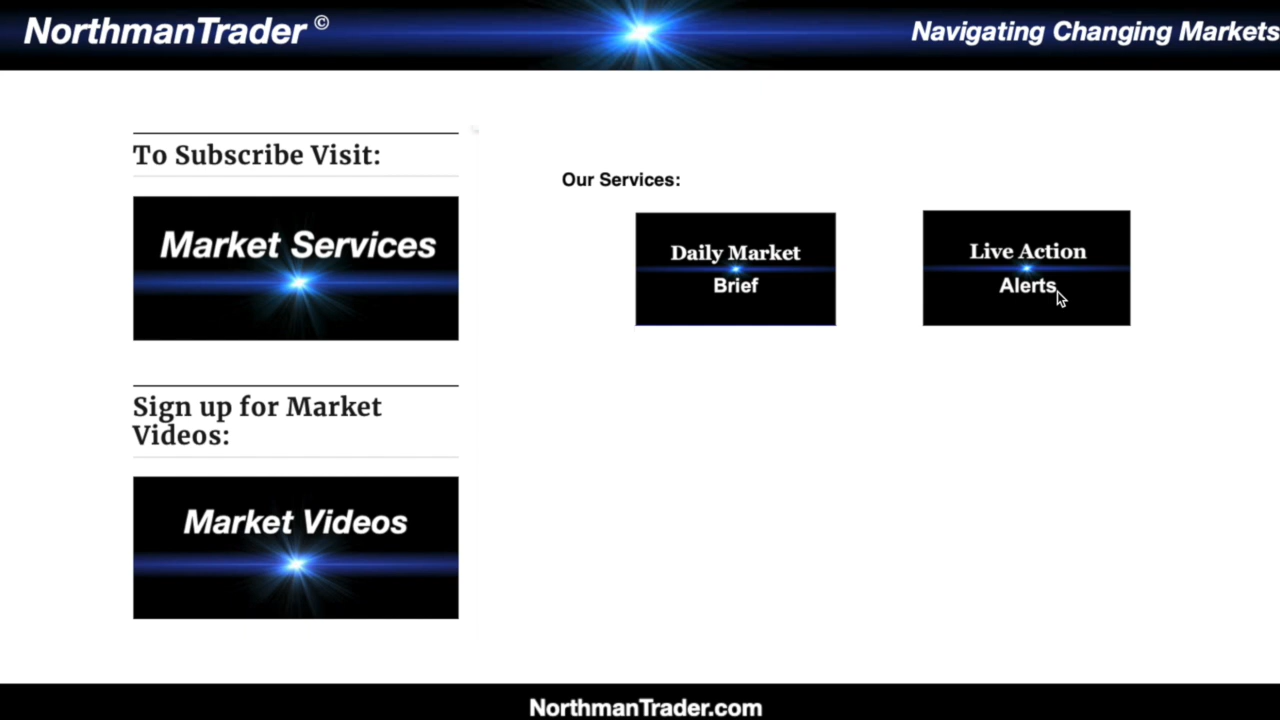 NorthmanTrader ©
Navigating Changing Markets
To Subscribe Visit:
Market Services
Sign up for Market
Videos:
Market Videos
Our Services:
Daily Market
Brief
Live Action
Alerts
NorthmanTrader.com